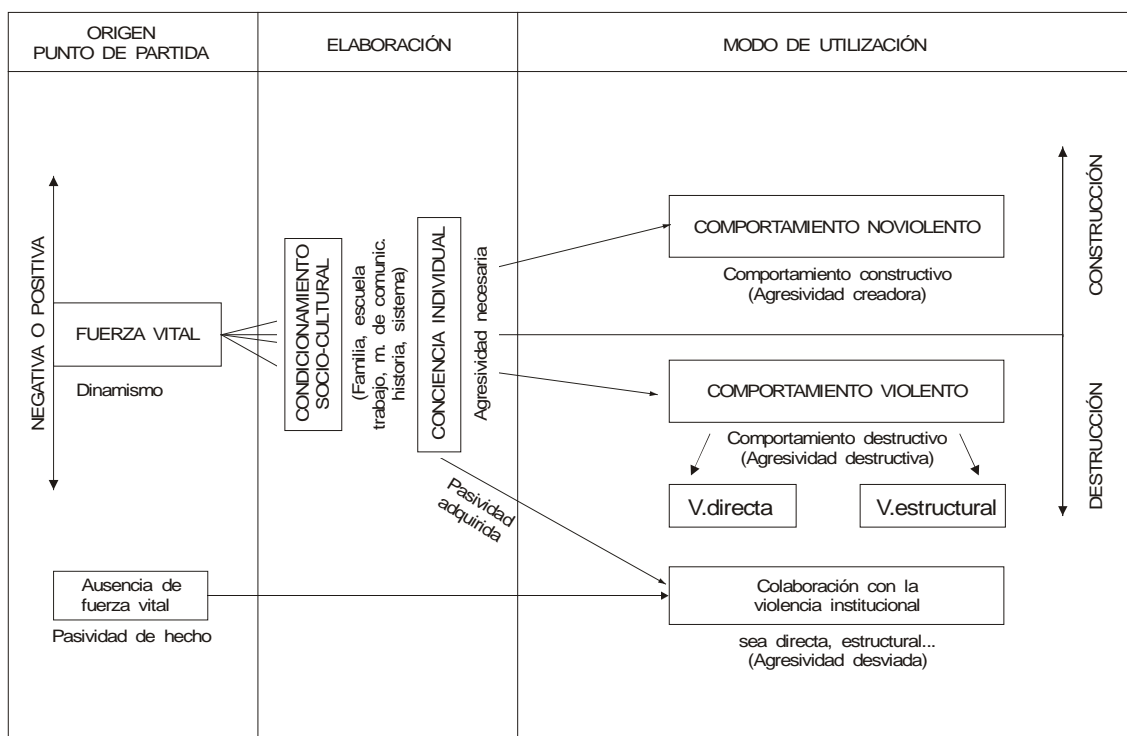 ORIGEN
PUNTO DE PARTIDA
ELABORACIÓN
MODO DE UTILIZACIÓN
NEGATIVA O POSITIVA
FUERZA VITAL
Dinamismo
CONDICIONAMIENTO
SOCIO-CULTURAL
(Familia, escuela
trabajo, m. de comunic.
historia, sistema)
CONCIENCIA INDIVIDUAL
Agresividad necesaria
COMPORTAMIENTO NOVIOLENTO
Comportamiento constructivo
(Agresividad creadora)
CONSTRUCCIÓN
COMPORTAMIENTO VIOLENTO
Comportamiento destructivo
(Agresividad destructiva)
V.directa
V.estructural
DESTRUCCIÓN
Pasividad
adquirida
Ausencia de
fuerza vital
Pasividad de hecho
Colaboración con la
violencia institucional
sea directa, estructural...
(Agresividad desviada)